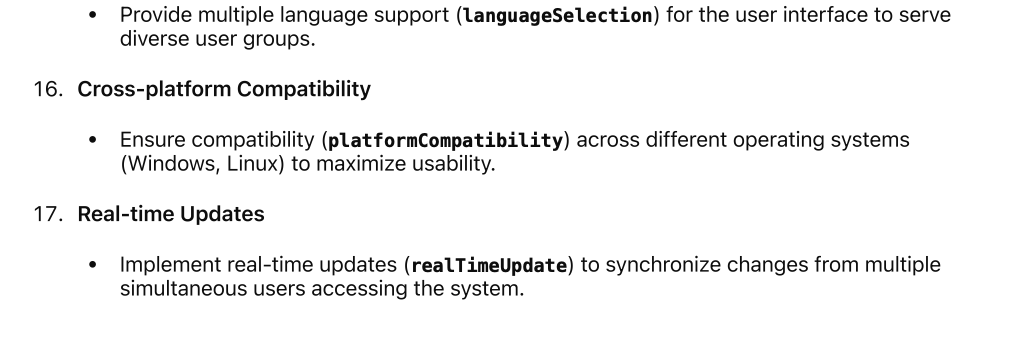 • Provide multiple language support (languageSelection) for the user interface to serve
diverse user groups.
16. Cross-platform Compatibility
• Ensure compatibility (platformCompatibility) across different operating systems
(Windows, Linux) to maximize usability.
17. Real-time Updates
• Implement real-time updates (realTimeUpdate) to synchronize changes from multiple
simultaneous users accessing the system.